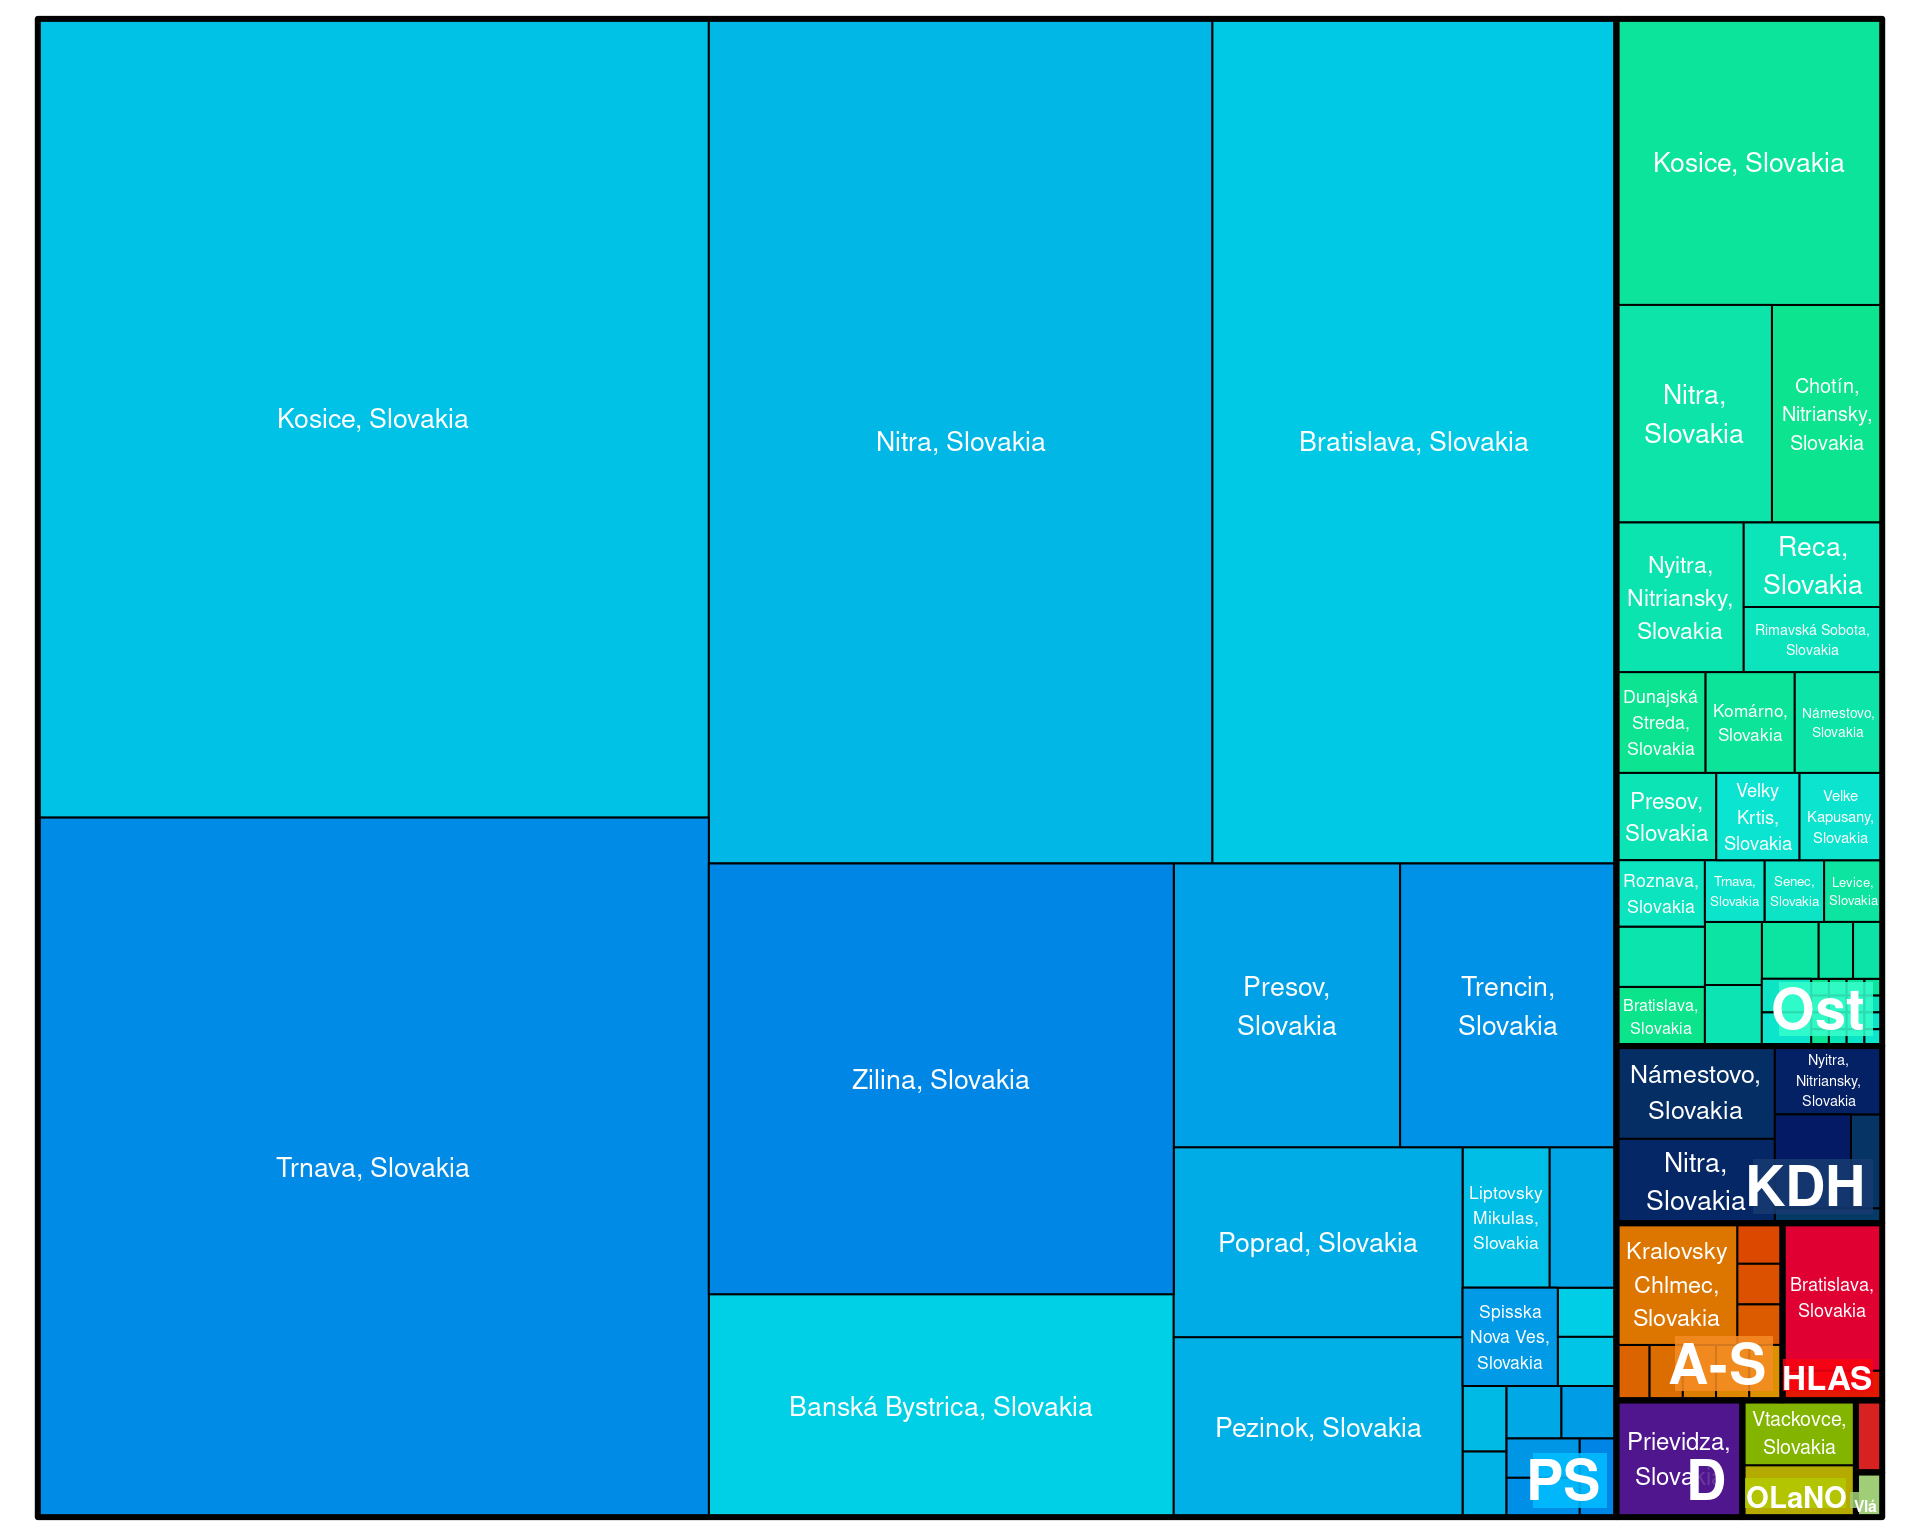 Kosice, Slovakia
Nitra, Slovakia
Bratislava, Slovakia
Trnava, Slovakia
Zilina, Slovakia
Banská Bystrica, Slovakia
Presov,
Slovakia
Trencin,
Slovakia
Poprad, Slovakia
Pezinok, Slovakia
Liptovsky
Mikulas,
Slovakia
Spisska
Nova Ves,
Slovakia
PS
Kosice, Slovakia
Nitra,
Slovakia
Chotín,
Nitriansky,
Slovakia
Nyitra,
Nitriansky,
Slovakia
Reca,
Slovakia
Rimavská Sobota,
Slovakia
Dunajská
Streda,
Slovakia
Komárno,
Slovakia
Námestovo,
Slovakia
Presov,
Slovakia
Velky
Krtis,
Slovakia
Velke
Kapusany,
Slovakia
Roznava,
Slovakia
Trnava,
Slovakia
Senec,
Slovakia
Levice,
Slovakia
Bratislava,
Slovakia
Ost
Námestovo,
Slovakia
Nyitra,
Nitriansky,
Slovakia
Nitra,
Slovakia
KDH
Kralovsky
Chlmec,
Slovakia
A-S
Bratislava,
Slovakia
HLAS
Prievidza,
Slovakia
D
Vtackovce,
Slovakia
OLaNO
Vlá